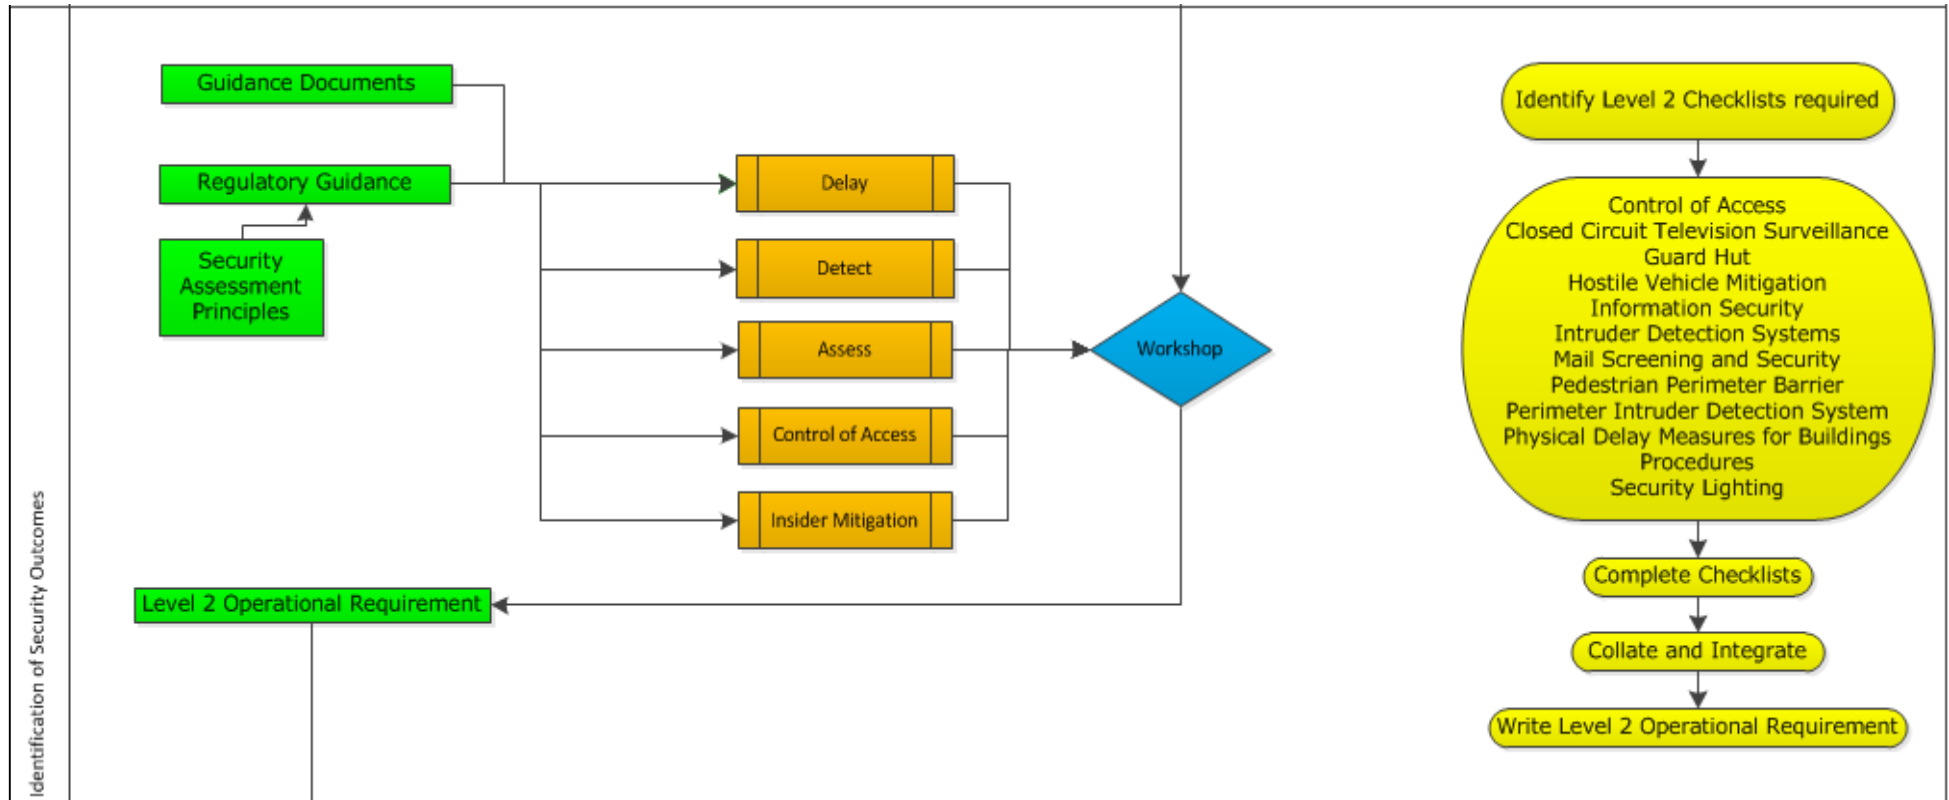 Guidance Documents
Regulatory Guidance
Security
Assessment
Principles
Delay
Detect
Assess
Control of Access
Insider Mitigation
Workshop
Level 2 Operational Requirement
Identification of Security Outcomes
Identify Level 2 Checklists required
Control of Access
Closed Circuit Television Surveillance
Guard Hut
Hostile Vehicle Mitigation
Information Security
Intruder Detection Systems
Mail Screening and Security
Pedestrian Perimeter Barrier
Perimeter Intruder Detection System
Physical Delay Measures for Buildings
Procedures
Security Lighting
Complete Checklists
Collate and Integrate
Write Level 2 Operational Requirement